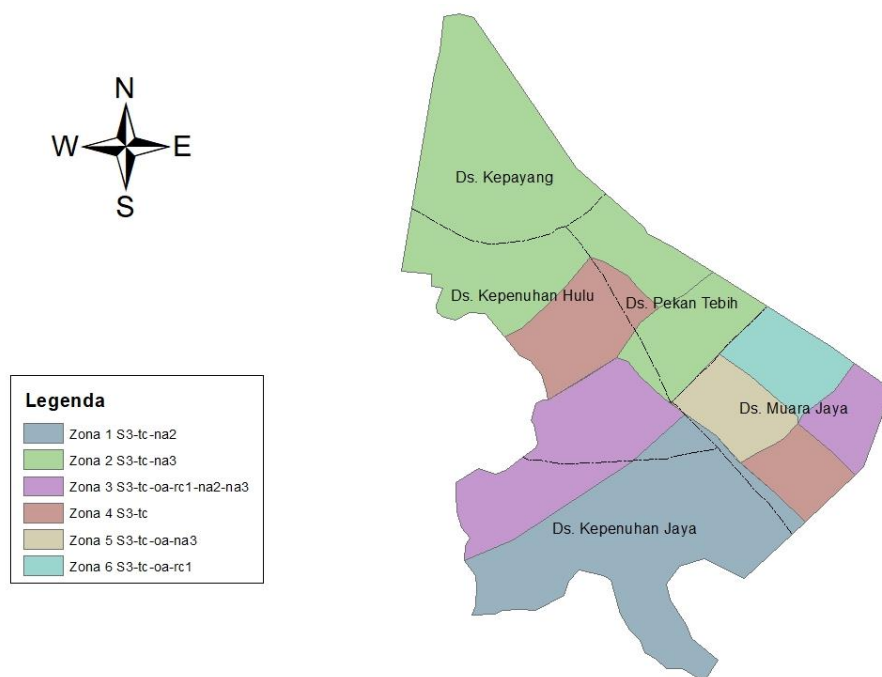 N
W E
S
Ds. Kepayang
Ds. Kepenuhan Hulu
Ds. Pekan Tebih
Ds. Muara Jaya
Ds. Kepenuhan Jaya
Legenda
Zona 1 S3-tc-na2
Zona 2 S3-tc-na3
Zona 3 S3-tc-oa-rc1-na2-na3
Zona 4 S3-tc
Zona 5 S3-tc-oa-na3
Zona 6 S3-tc-oa-rc1